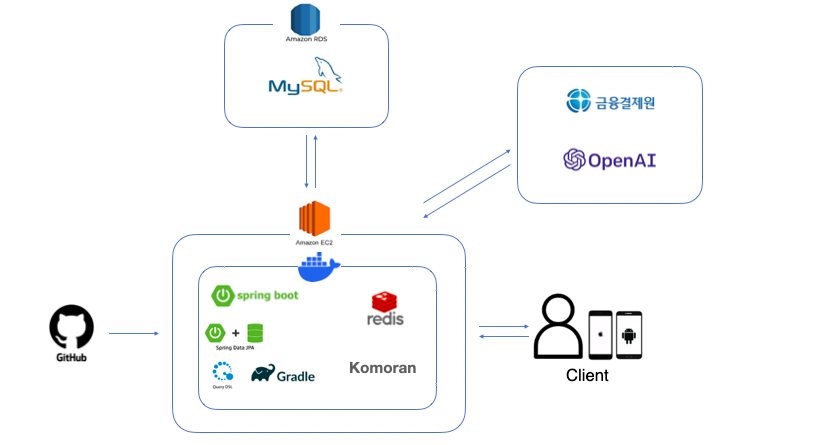 Amazon RDS
MySQL
금융결제원
OpenAI
Amazon EC2
spring boot
redis
+
Spring Data JPA
GitHub
Komoran
Query DSL
Gradle
Client